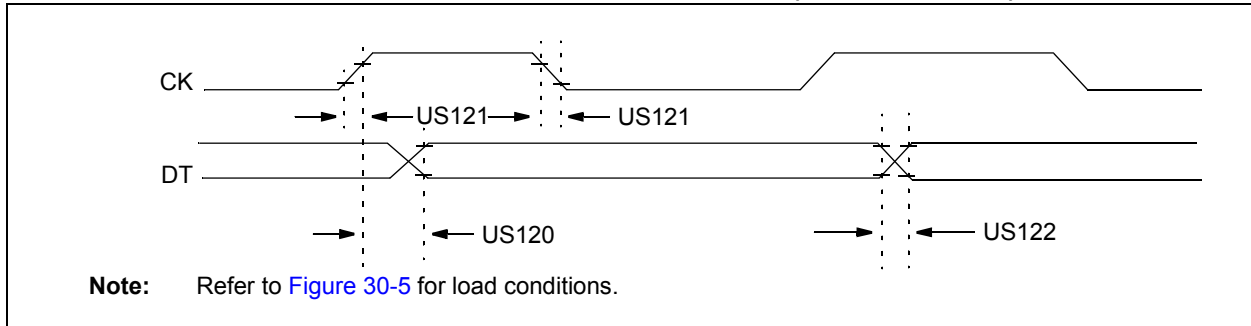 CK
US121 US121
DT
US120 US122
Note: Refer to Figure 30-5 for load conditions.